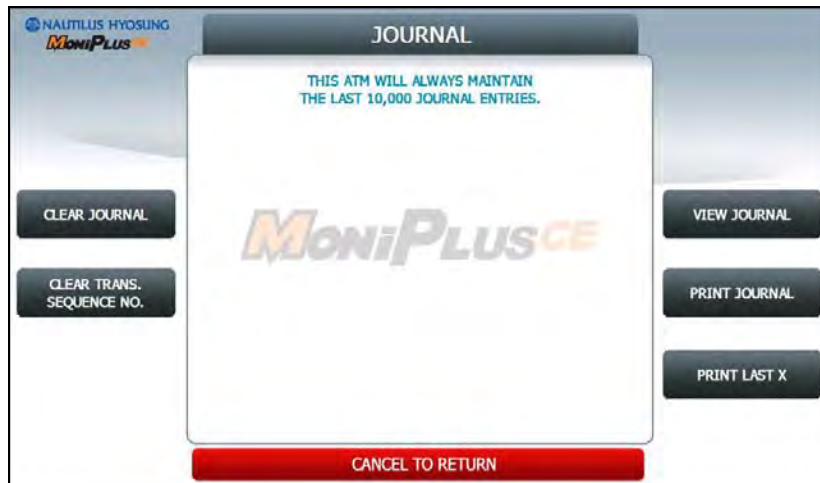 NAUTILUS HYOSUNG
MONIPLUS CE
JOURNAL
THIS ATM WILL ALWAYS MAINTAIN
THE LAST 10,000 JOURNAL ENTRIES.
CLEAR JOURNAL
CLEAR TRANS.
SEQUENCE NO.
MONiPLUSCE
VIEW JOURNAL
PRINT JOURNAL
PRINT LAST X
CANCEL TO RETURN